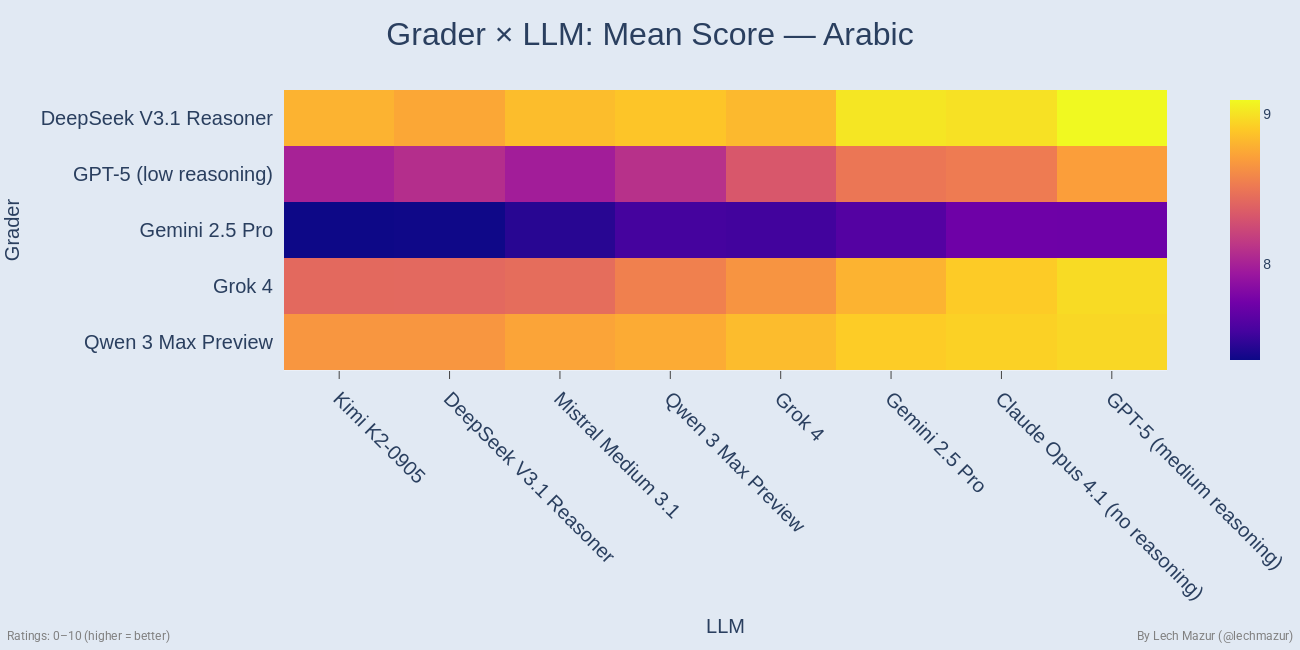 Grader × LLM: Mean Score — Arabic
Grader
DeepSeek V3.1 Reasoner
GPT-5 (low reasoning)
Gemini 2.5 Pro
Grok 4
Qwen 3 Max Preview
9
8
Kimi K2-0905
DeepSeek V3.1 Reasoner
Mistral Medium 3.1
Qwen 3 Max Preview
Grok 4
Gemini 2.5 Pro
Claude Opus 4.1 (no reasoning)
GPT-5 (medium reasoning)
LLM
Ratings: 0–10 (higher = better)
By Lech Mazur (@lechmazur)